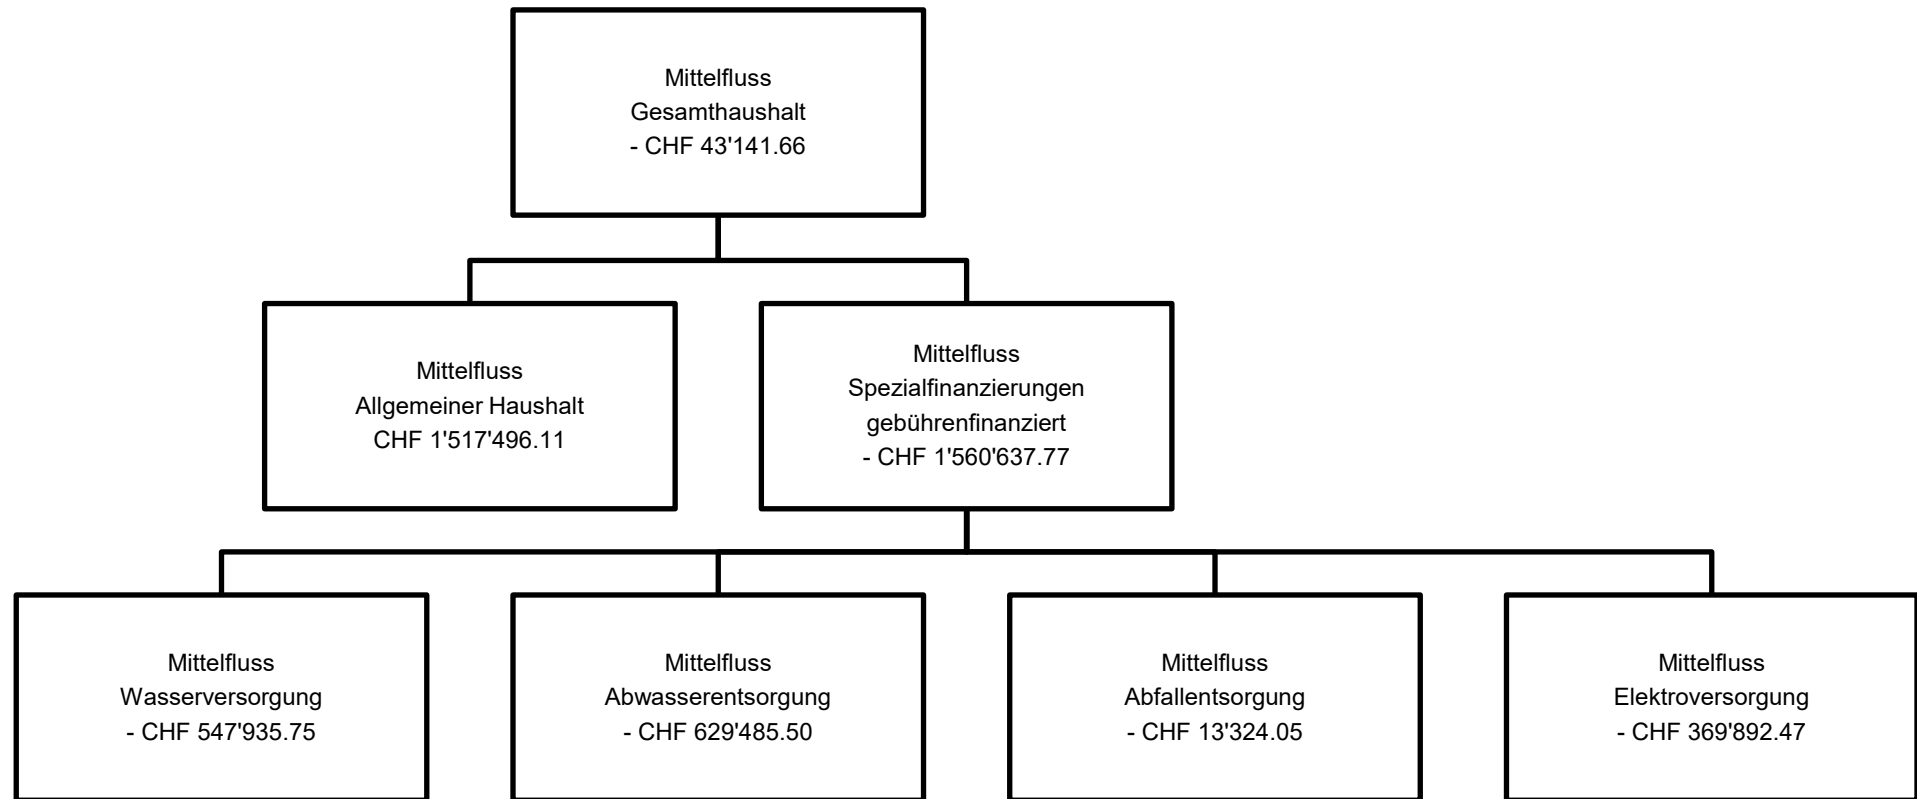 Mittelfluss
Gesamthaushalt
- CHF 43'141.66
Mittelfluss
Allgemeiner Haushalt
CHF 1'517'496.11
Mittelfluss
Spezialfinanzierungen
gebührenfinanziert
- CHF 1'560'637.77
Mittelfluss
Wasserversorgung
- CHF 547'935.75
Mittelfluss
Abwasserentsorgung
- CHF 629'485.50
Mittelfluss
Abfallentsorgung
- CHF 13'324.05
Mittelfluss
Elektroversorgung
- CHF 369'892.47